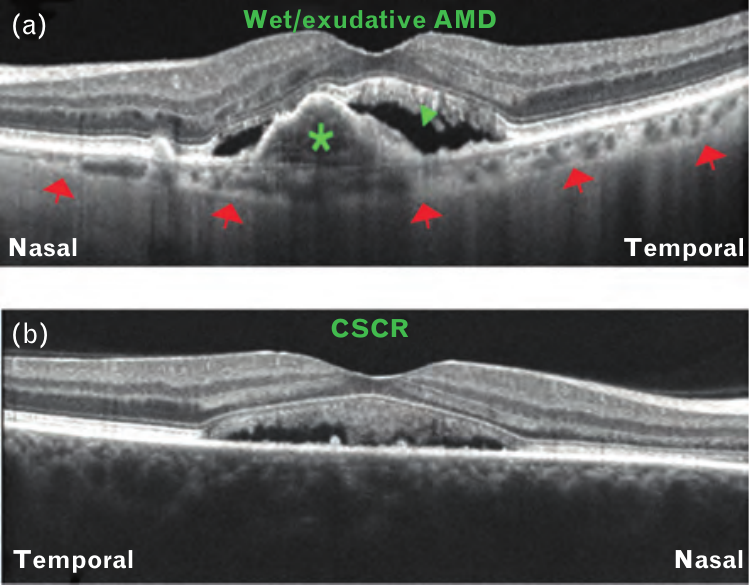 (a)
Wet/exudative AMD
*
Nasal
Temporal
(b)
CSCR
Temporal
Nasal